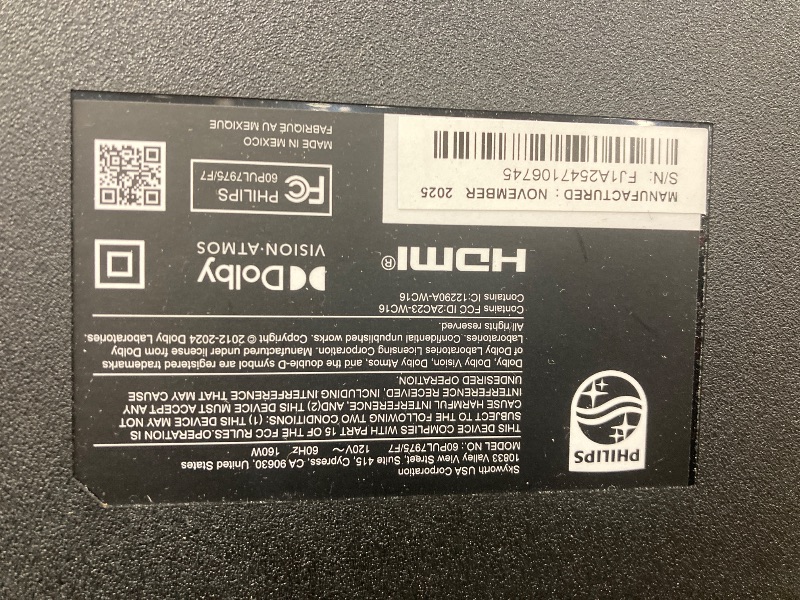 PHILIPS
Skyworth USA Corporation
10833 Valley View Street, Suite 415, Cypress, CA 90630, United States
MODEL NO.: 60PUL7975/F7 120V~ 60Hz 160W
THIS DEVICE COMPLIES WITH PART 15 OF THE FCC RULES.OPERATION IS
SUBJECT TO THE FOLLOWING TWO CONDITIONS: (1) THIS DEVICE MAY NOT
CAUSE HARMFUL INTERFERENCE, AND (2) THIS DEVICE MUST ACCEPT ANY
INTERFERENCE RECEIVED, INCLUDING INTERFERENCE THAT MAY CAUSE
UNDESIRED OPERATION.
Dolby, Dolby Vision, Dolby Atmos, and the double-D symbol are registered trademarks
of Dolby Laboratories Licensing Corporation. Manufactured under license from Dolby
Laboratories. Confidential unpublished works. Copyright © 2012-2024 Dolby Laboratories.
All rights reserved.
Contains FCC ID:2AC23-WC16
Contains IC:12290A-WC16
HDMI®
Dolby
VISION·ATMOS
MANUFACTURED : NOVEMBER 2025
S/N: FJ1A2547106745
FC PHILIPS
60PUL7975/F7
MADE IN MEXICO
FABRIQUÉ AU MEXIQUE